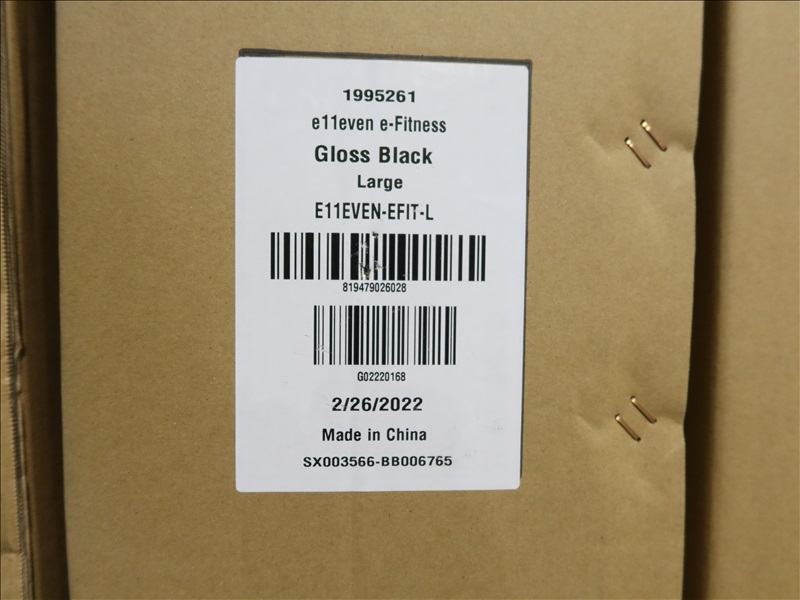 1995261
e11even e-Fitness
Gloss Black
Large
E11EVEN-EFIT-L
819479026028
G02220168
2/26/2022
Made in China
SX003566-BB006765